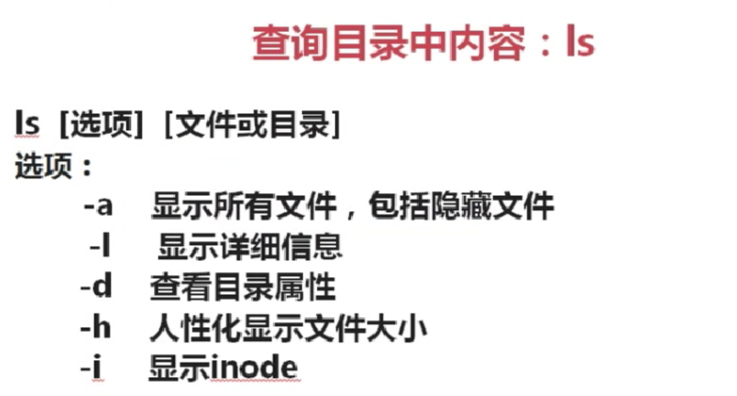 查询目录中内容：ls
ls [选项] [文件或目录]
选项：
-a 显示所有文件，包括隐藏文件
-l 显示详细信息
-d 查看目录属性
-h 人性化显示文件大小
-i 显示inode